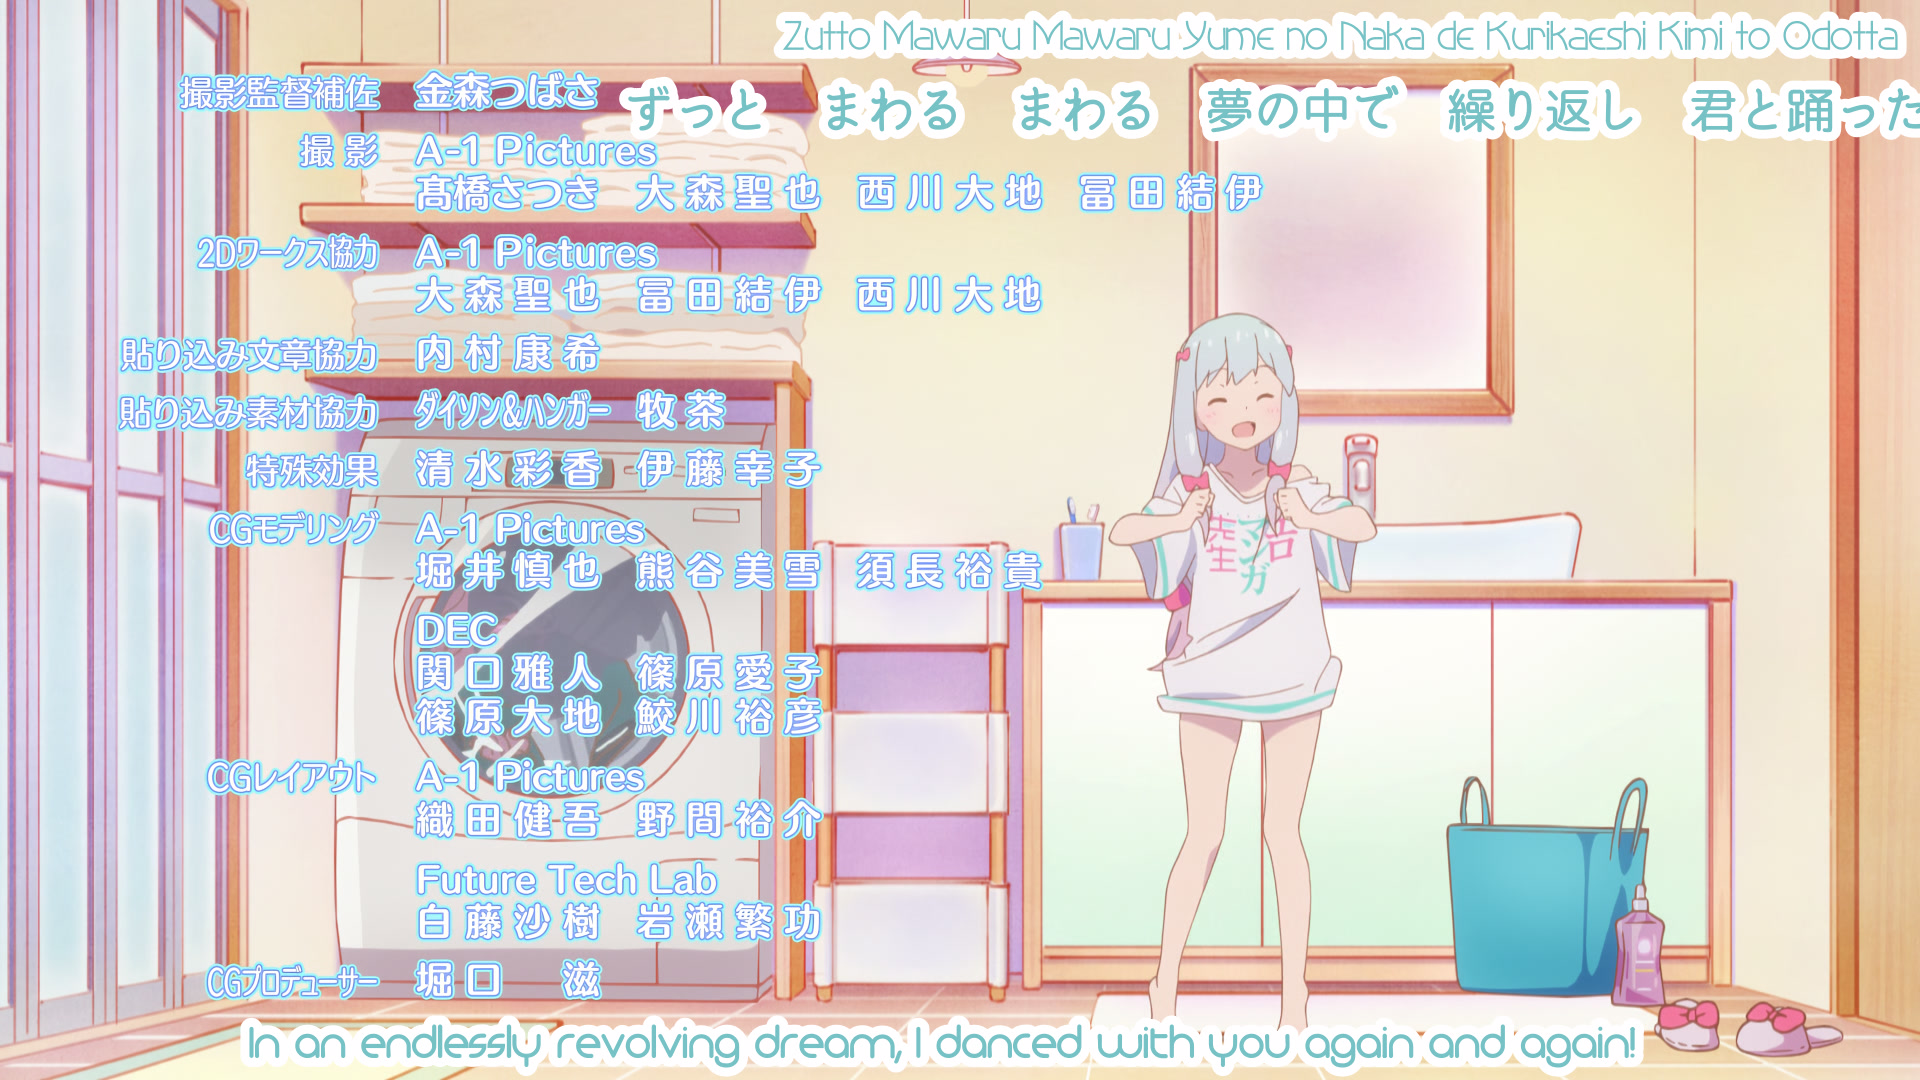 Zutto Mawaru Mawaru Yume no Naka de Kurikaeshi Kimi to Odotta
ずっと　まわる　まわる　夢の中で　繰り返し　君と踊った
撮影監督補佐　金森つばさ
撮影　A-1 Pictures
髙橋さつき　大森聖也　西川大地　冨田結伊
2Dワークス協力　A-1 Pictures
大森聖也　冨田結伊　西川大地
貼り込み文章協力　内村康希
貼り込み素材協力　ダイソン&ハンガー　牧茶
特殊効果　清水彩香　伊藤幸子
CGモデリング　A-1 Pictures
堀井慎也　熊谷美雪　須長裕貴
DEC
関口雅人　篠原愛子
篠原大地　鮫川裕彦
CGレイアウト　A-1 Pictures
織田健吾　野間裕介
Future Tech Lab
白藤沙樹　岩瀬繁功
CGプロデューサー　堀口　滋
マンガ
先生
In an endlessly revolving dream, I danced with you again and again!